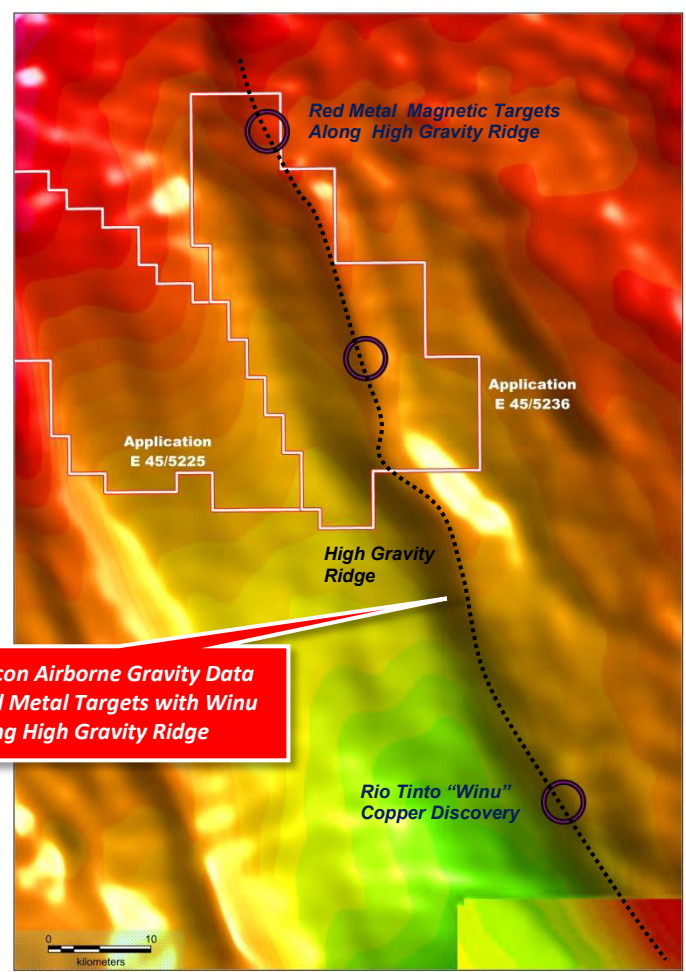 Red Metal Magnetic Targets
Along High Gravity Ridge
Application
E 45/5236
Application
E 45/5225
High Gravity
Ridge
con Airborne Gravity Data
Metal Targets with Winu
High Gravity Ridge
Rio Tinto “Winu”
Copper Discovery
0 10
kilometers